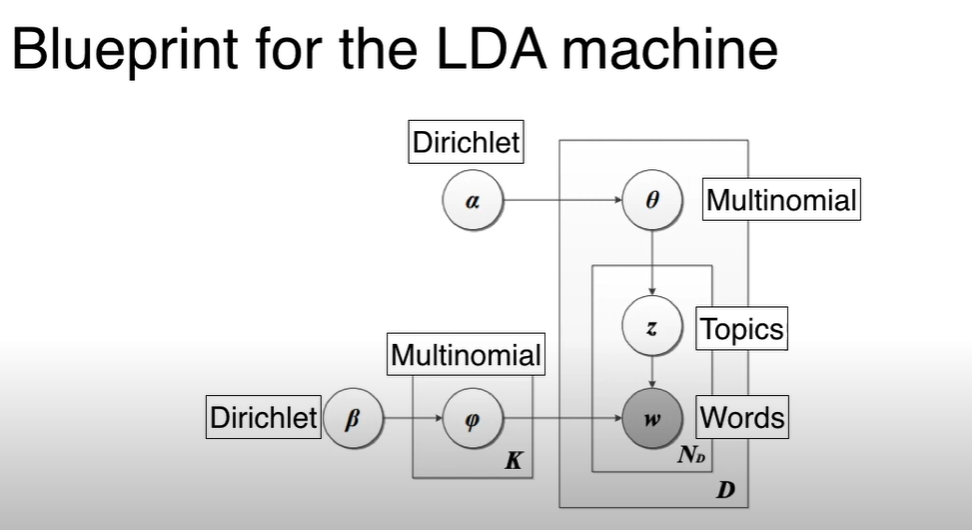 Blueprint for the LDA machine
Dirichlet
α
θ
Multinomial
z
Topics
Multinomial
Dirichlet
β
φ
w
Words
K
N_D
D